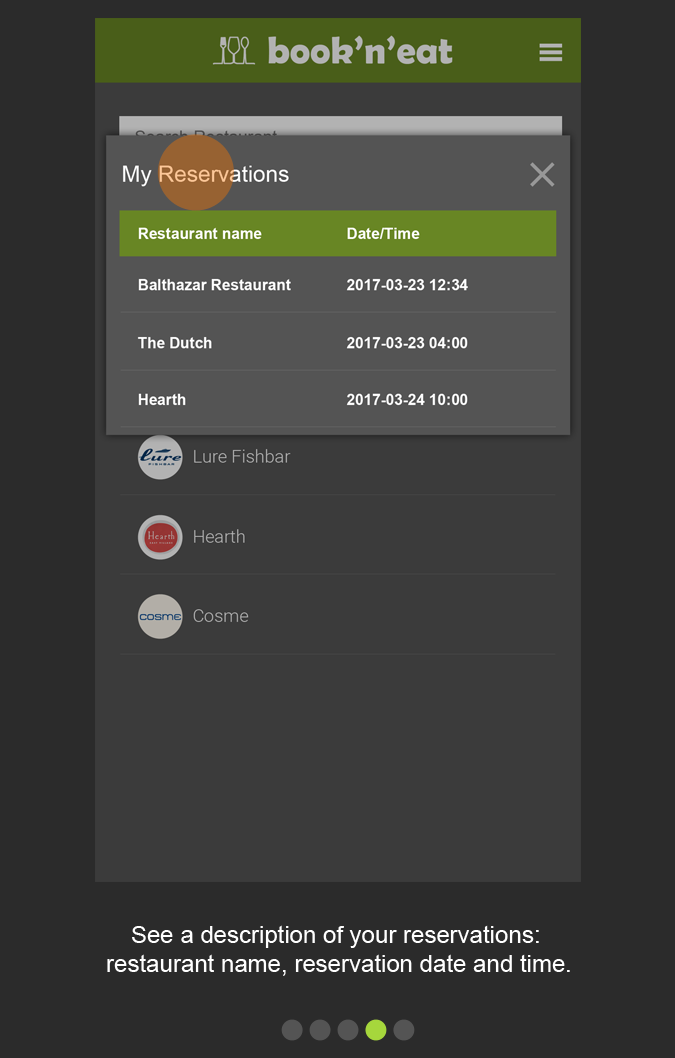 book’n’eat
Search Restaurant
My Reservations
Restaurant name Date/Time
Balthazar Restaurant 2017-03-23 12:34
The Dutch 2017-03-23 04:00
Hearth 2017-03-24 10:00
lure
FISHBAR
Lure Fishbar
Hearth
Hearth
cosme
Cosme
See a description of your reservations:
restaurant name, reservation date and time.